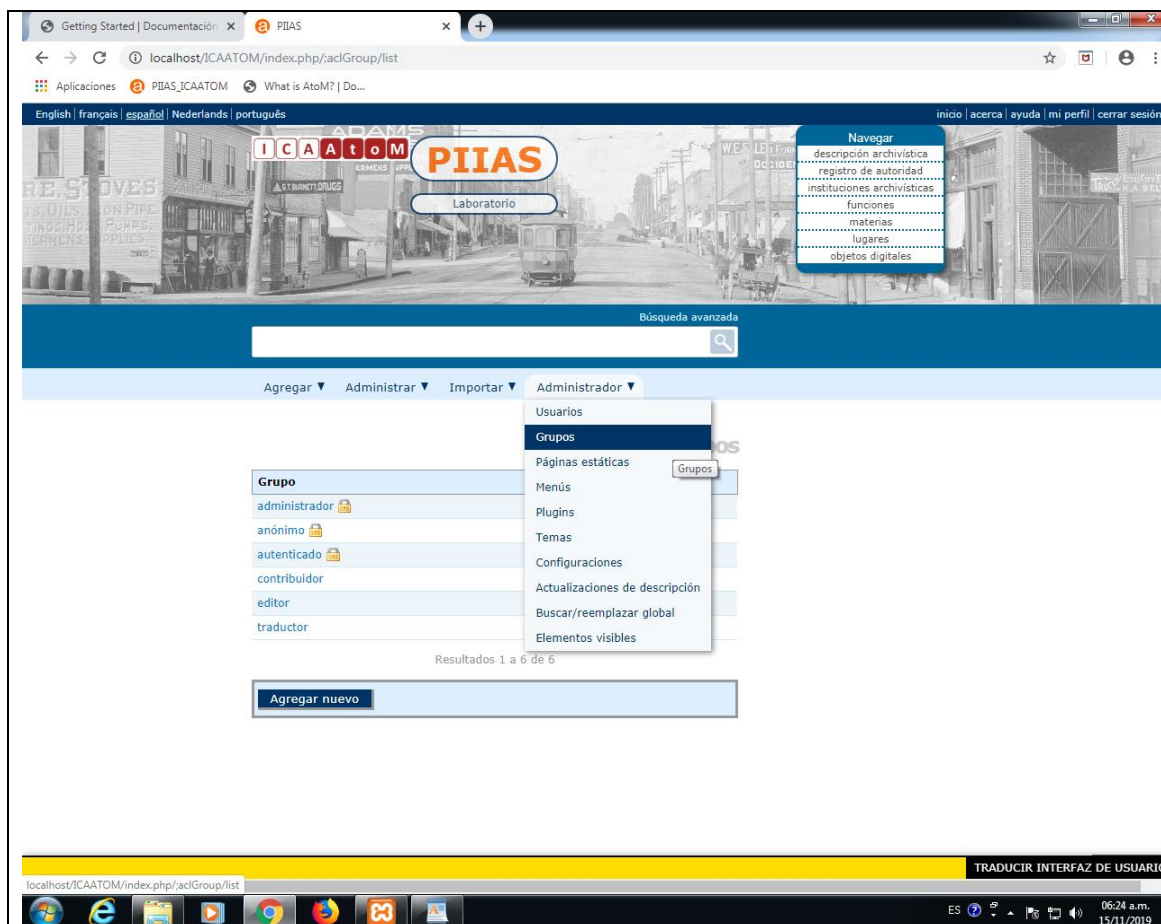 Getting Started | Documentación
PIIAS
localhost/ICAATOM/index.php/;aclGroup/list
Aplicaciones PIIAS_ICAATOM What is AtoM? | Do...
English | français | español | Nederlands | português
inicio | acerca | ayuda | mi perfil | cerrar sesión
ADAMS
ICAAtoM
PIIAS
A.T. BURNETT DRUGS
Laboratorio
Navegar
descripción archivística
registro de autoridad
instituciones archivísticas
funciones
materias
lugares
objetos digitales
Búsqueda avanzada
Agregar ▼ Administrar ▼ Importar ▼ Administrador ▼
Usuarios
Grupos
Páginas estáticas
Grupos
Menús
Plugins
Temas
Configuraciones
Actualizaciones de descripción
Buscar/reemplazar global
Elementos visibles
Grupo
administrador
anónimo
autenticado
contribuidor
editor
traductor
Resultados 1 a 6 de 6
Agregar nuevo
TRADUCIR INTERFAZ DE USUARIO
localhost/ICAATOM/index.php/;aclGroup/list
ES
06:24 a.m.
15/11/2019